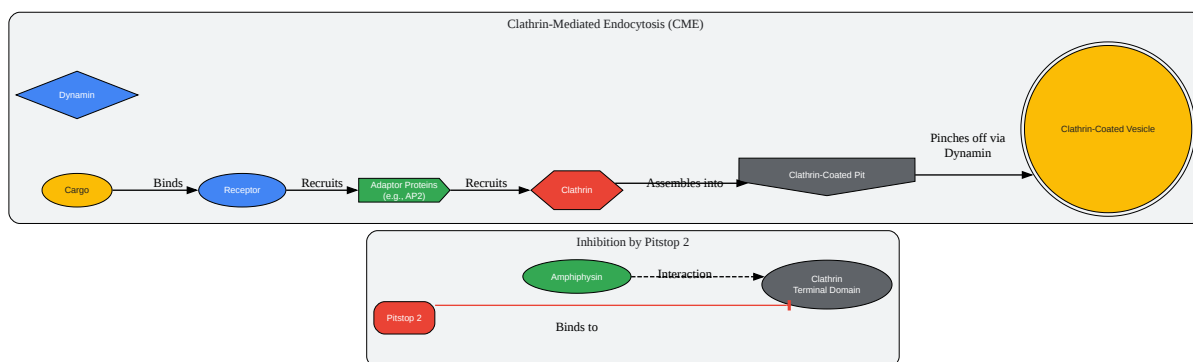 Clathrin-Mediated Endocytosis (CME)
Dynamin
Clathrin-Coated Vesicle
Pinches off via
Dynamin
Cargo
Binds
Receptor
Recruits
Adaptor Proteins
(e.g., AP2)
Recruits
Clathrin
Assembles into
Clathrin-Coated Pit
Inhibition by Pitstop 2
Amphiphysin
Interaction
Clathrin
Terminal Domain
Pitstop 2
Binds to